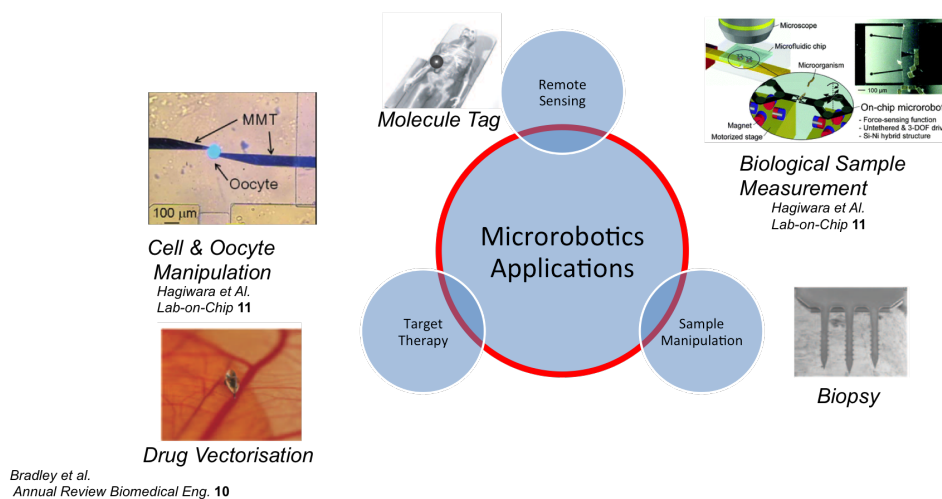 Microrobotics
Applications
Remote
Sensing
Target
Therapy
Sample
Manipulation
Molecule Tag
MMT
Oocyte
100 μm
Cell & Oocyte
Manipulation
Hagiwara et Al.
Lab-on-Chip 11
Drug Vectorisation
Bradley et al.
Annual Review Biomedical Eng. 10
Microscope
Microfluidic chip
Microorganism
Magnet
Motorized stage
100 μm
On-chip microrobo
- Force-sensing function
- Untethered & 3-DOF driv
- Si-Ni hybrid structure
Biological Sample
Measurement
Hagiwara et Al.
Lab-on-Chip 11
Biopsy